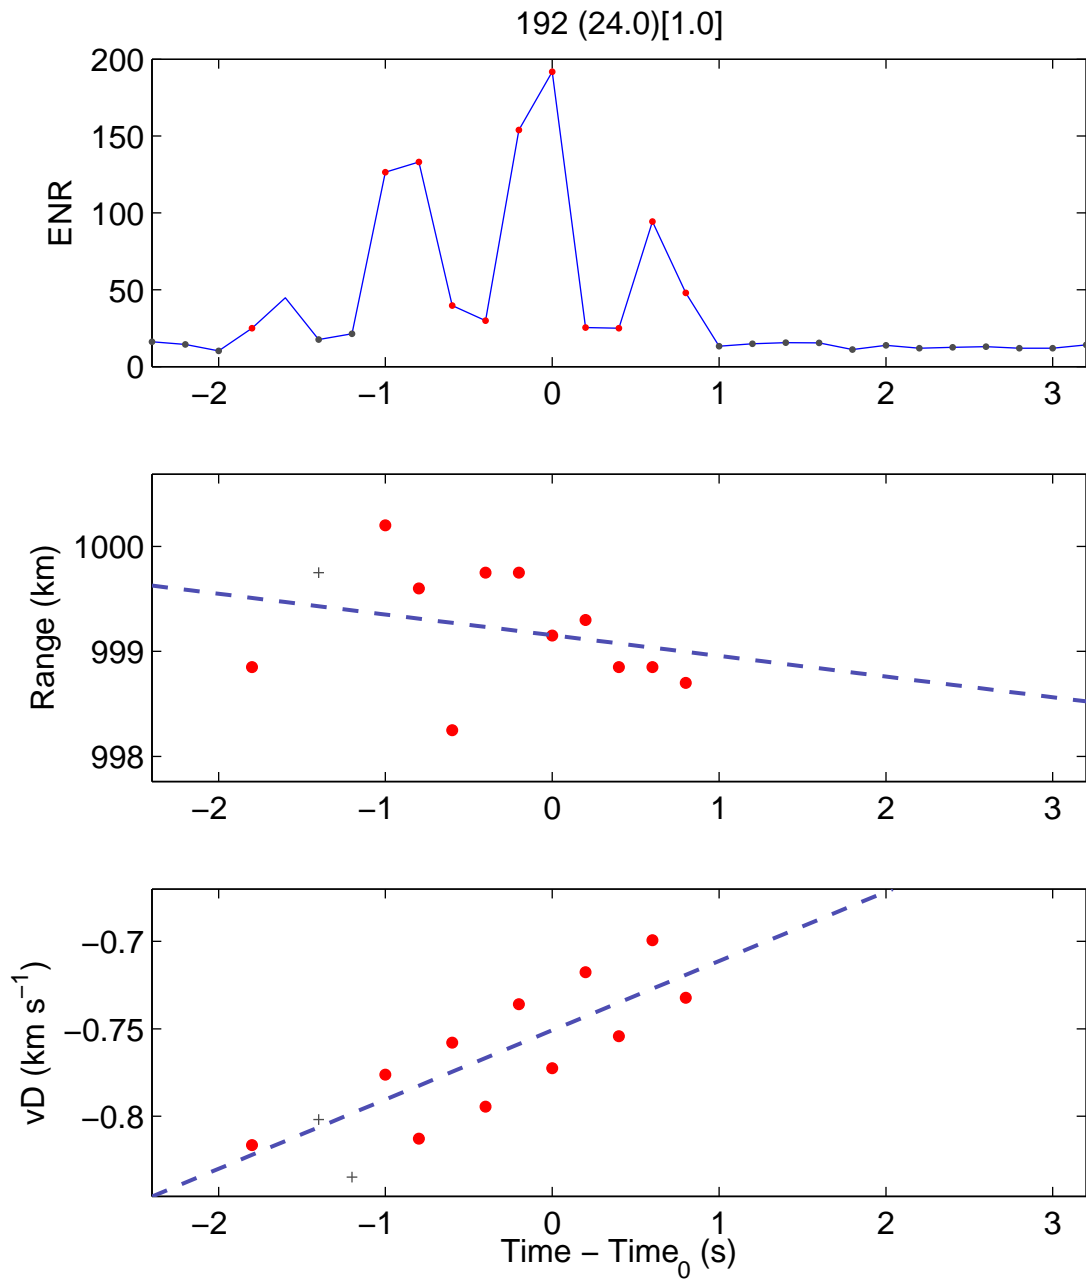 192 (24.0)[1.0]
200
150
100
50
0
ENR
−2 −1 0 1 2 3
1000
999
998
Range (km)
−2 −1 0 1 2 3
−0.7
−0.75
−0.8
vD (km s⁻¹)
−2 −1 0 1 2 3
Time − Time₀ (s)